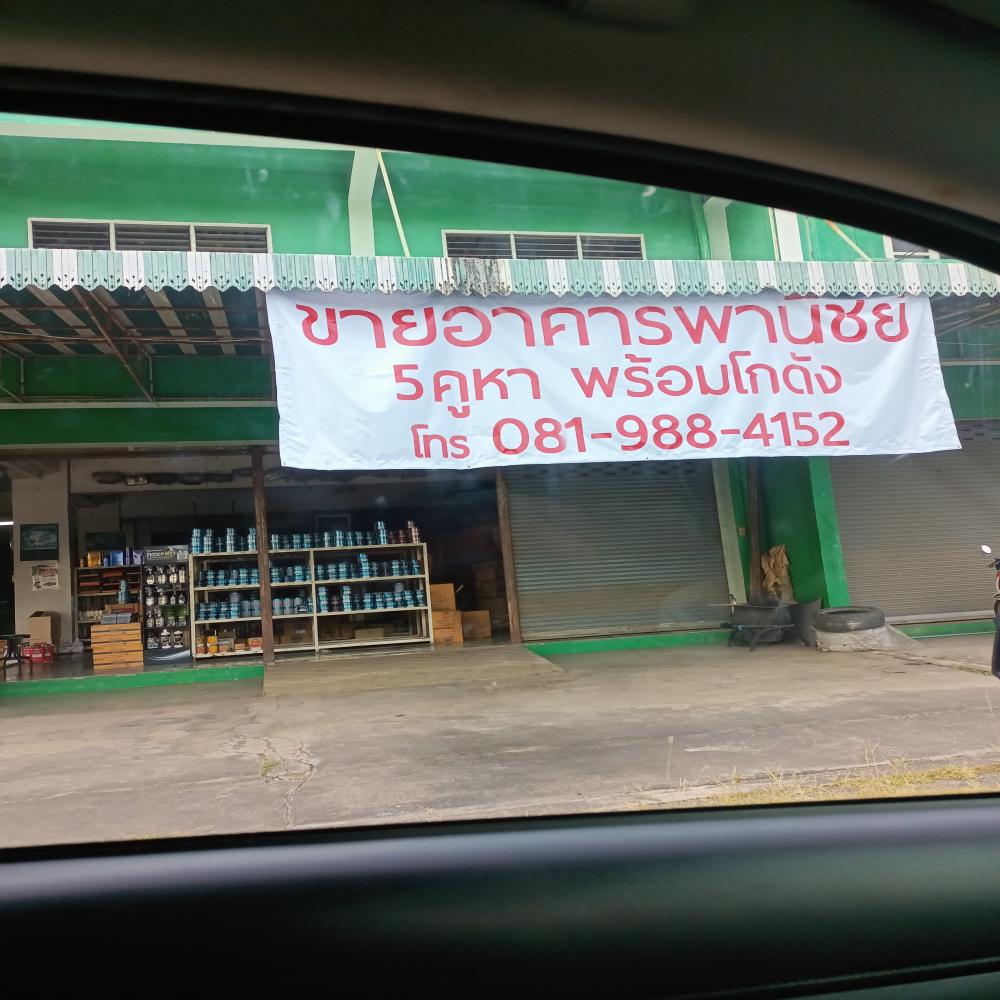 ขายอาคารพานิชย์
5คูหา พร้อมโกดัง
โทร 081-988-4152